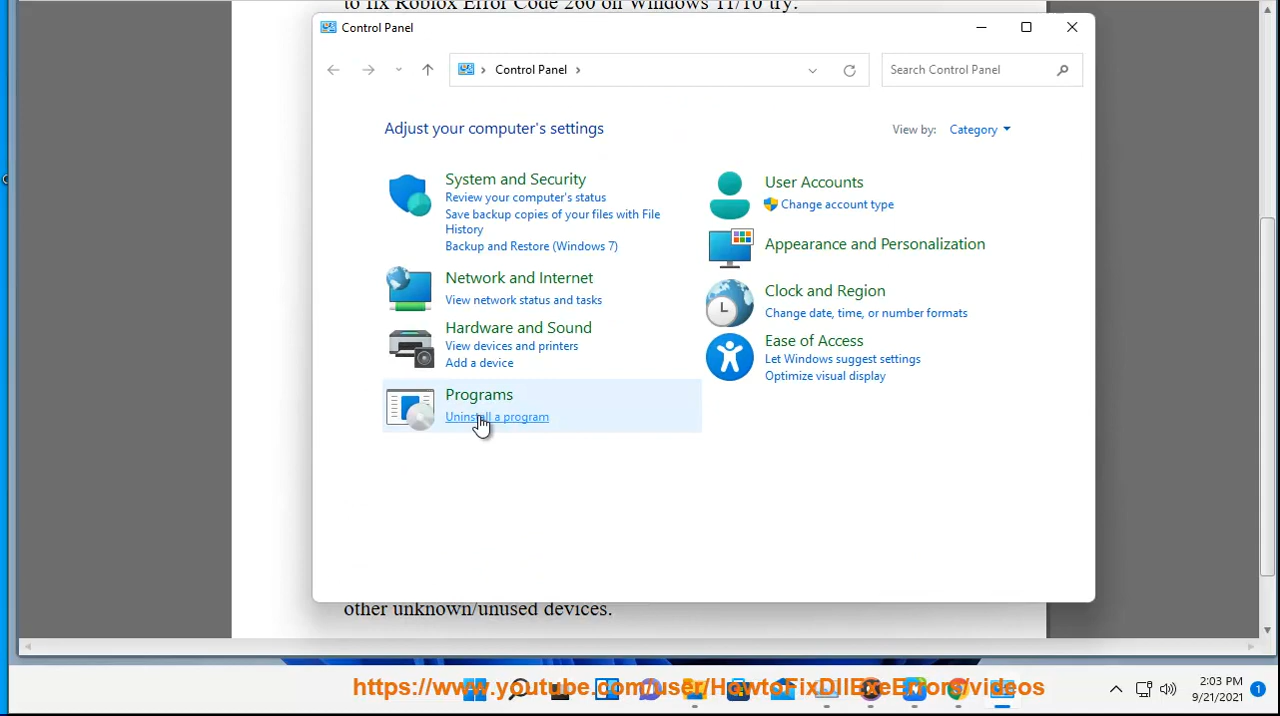 to fix Roblox Error Code 260 on Windows 11/10 try:
Control Panel
Control Panel
Search Control Panel
Adjust your computer's settings
View by: Category
System and Security
Review your computer's status
Save backup copies of your files with File
History
Backup and Restore (Windows 7)
Network and Internet
View network status and tasks
Hardware and Sound
View devices and printers
Add a device
Programs
Uninstall a program
User Accounts
Change account type
Appearance and Personalization
Clock and Region
Change date, time, or number formats
Ease of Access
Let Windows suggest settings
Optimize visual display
other unknown/unused devices.
https://www.youtube.com/user/HowtoFixDllExeErrors/videos
2:03 PM
9/21/2021
1